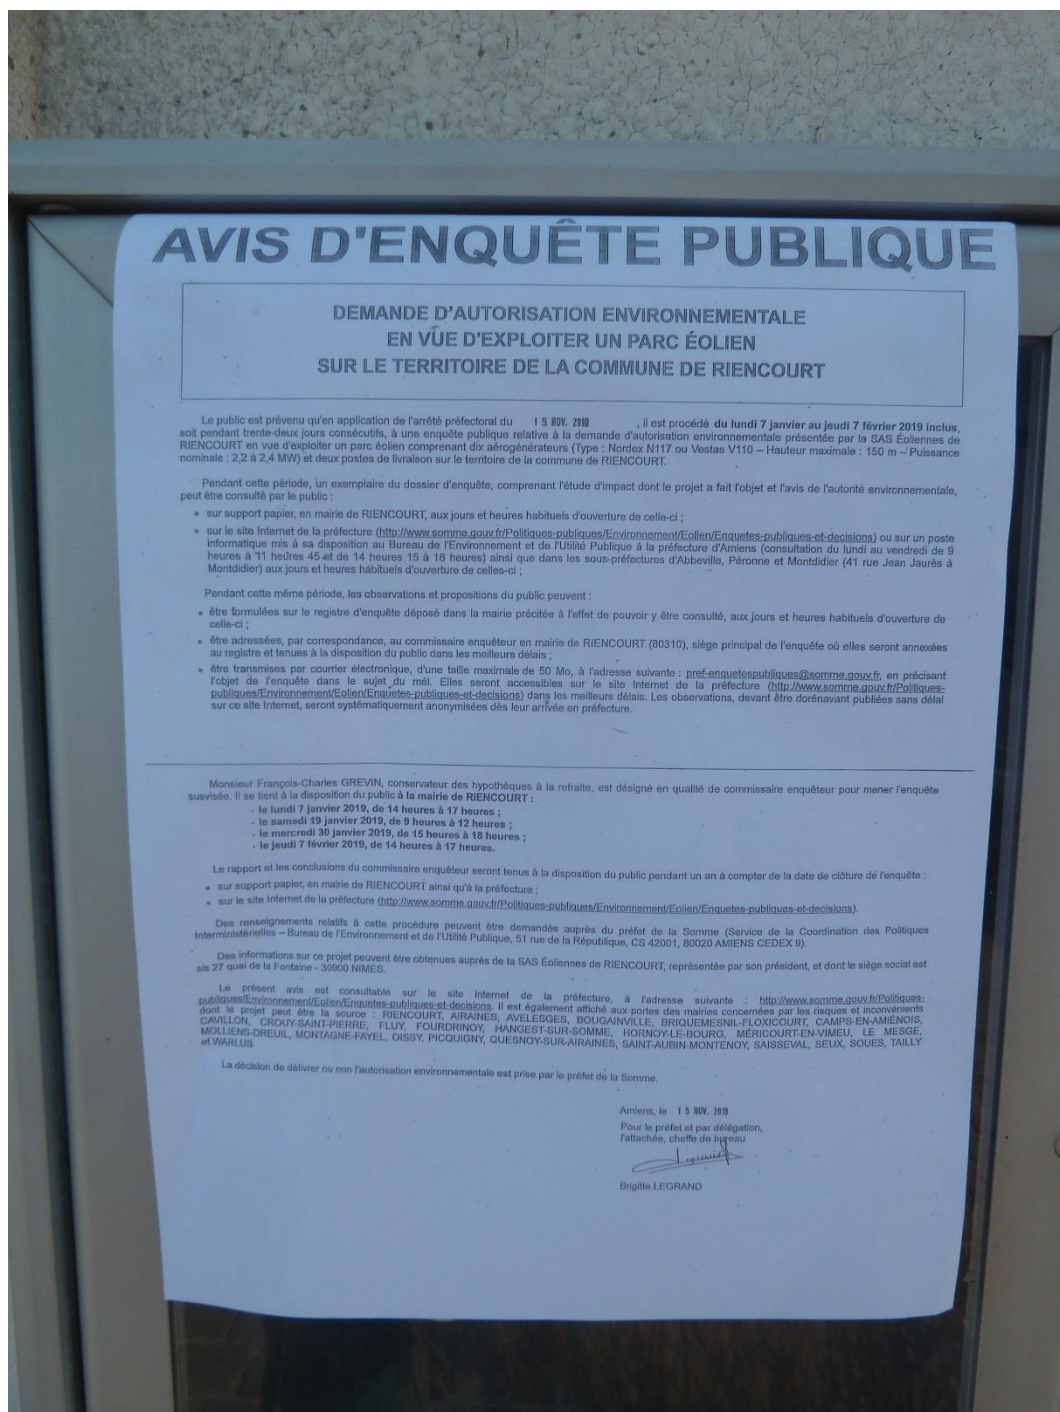 AVIS D'ENQUÊTE PUBLIQUE
DEMANDE D'AUTORISATION ENVIRONNEMENTALE
EN VUE D'EXPLOITER UN PARC ÉOLIEN
SUR LE TERRITOIRE DE LA COMMUNE DE RIENCOURT
Le public est prévenu qu'en application de l'arrêté préfectoral du 15 NOV. 2018 , il est procédé du lundi 7 janvier au jeudi 7 février 2019 inclus,
soit pendant trente-deux jours consécutifs, à une enquête publique relative à la demande d'autorisation environnementale présentée par la SAS Éoliennes de
RIENCOURT en vue d'exploiter un parc éolien comprenant dix aérogénérateurs (Type : Nordex N117 ou Vestas V110 – Hauteur maximale : 150 m – Puissance
nominale : 2,2 à 2,4 MW) et deux postes de livraison sur le territoire de la commune de RIENCOURT.
Pendant cette période, un exemplaire du dossier d'enquête, comprenant l'étude d'impact dont le projet a fait l'objet et l'avis de l'autorité environnementale,
peut être consulté par le public :
• sur support papier, en mairie de RIENCOURT, aux jours et heures habituels d'ouverture de celle-ci ;
• sur le site Internet de la préfecture (http://www.somme.gouv.fr/Politiques-publiques/Environnement/Eolien/Enquetes-publiques-et-decisions) ou sur un poste
informatique mis à sa disposition au Bureau de l'Environnement et de l'Utilité Publique à la préfecture d'Amiens (consultation du lundi au vendredi de 9
heures à 11 heures 45 et de 14 heures 15 à 16 heures) ainsi que dans les sous-préfectures d'Abbeville, Péronne et Montdidier (41 rue Jean Jaurès à
Montdidier) aux jours et heures habituels d'ouverture de celles-ci ;
Pendant cette même période, les observations et propositions du public peuvent :
• être formulées sur le registre d'enquête déposé dans la mairie précitée à l'effet de pouvoir y être consulté, aux jours et heures habituels d'ouverture de
celle-ci ;
• être adressées, par correspondance, au commissaire enquêteur en mairie de RIENCOURT (80310), siège principal de l'enquête où elles seront annexées
au registre et tenues à la disposition du public dans les meilleurs délais ;
• être transmises par courrier électronique, d'une taille maximale de 50 Mo, à l'adresse suivante : pref-enquetespubliques@somme.gouv.fr, en précisant
l'objet de l'enquête dans le sujet du mél. Elles seront accessibles sur le site Internet de la préfecture (http://www.somme.gouv.fr/Politiques-
publiques/Environnement/Eolien/Enquetes-publiques-et-decisions) dans les meilleurs délais. Les observations, devant être dorénavant publiées sans délai
sur ce site Internet, seront systématiquement anonymisées dès leur arrivée en préfecture.
Monsieur François-Charles GREVIN, conservateur des hypothèques à la retraite, est désigné en qualité de commissaire enquêteur pour mener l'enquête
susvisée. Il se tient à la disposition du public à la mairie de RIENCOURT :
- le lundi 7 janvier 2019, de 14 heures à 17 heures ;
- le samedi 19 janvier 2019, de 9 heures à 12 heures ;
- le mercredi 30 janvier 2019, de 15 heures à 18 heures ;
- le jeudi 7 février 2019, de 14 heures à 17 heures.
Le rapport et les conclusions du commissaire enquêteur seront tenus à la disposition du public pendant un an à compter de la date de clôture de l'enquête :
• sur support papier, en mairie de RIENCOURT ainsi qu'à la préfecture ;
• sur le site Internet de la préfecture (http://www.somme.gouv.fr/Politiques-publiques/Environnement/Eolien/Enquetes-publiques-et-decisions).
Des renseignements relatifs à cette procédure peuvent être demandés auprès du préfet de la Somme (Service de la Coordination des Politiques
Interministérielles – Bureau de l'Environnement et de l'Utilité Publique, 51 rue de la République, CS 42001, 80020 AMIENS CEDEX 9).
Des informations sur ce projet peuvent être obtenues auprès de la SAS Éoliennes de RIENCOURT, représentée par son président, et dont le siège social est
sis 27 quai de la Fontaine - 30900 NIMES.
Le présent avis est consultable sur le site internet de la préfecture, à l'adresse suivante : http://www.somme.gouv.fr/Politiques-
publiques/Environnement/Eolien/Enquetes-publiques-et-decisions. Il est également affiché aux portes des mairies concernées par les risques et inconvénients
dont le projet peut être la source : RIENCOURT, AIRAINES, AVELESGES, BOUGAINVILLE, BRIQUEMESNIL-FLOXICOURT, CAMPS-EN-AMIÉNOIS,
CAVILLON, CROUY-SAINT-PIERRE, FLUY, FOURDRINOY, HANGEST-SUR-SOMME, HORNOY-LE-BOURG, MÉRICOURT-EN-VIMEU, LE MESGE,
MOLLIENS-DREUIL, MONTAGNE-FAYEL, OISSY, PICQUIGNY, QUESNOY-SUR-AIRAINES, SAINT-AUBIN-MONTENOY, SAISSEVAL, SEUX, SOUES, TAILLY
et WARLUS
La décision de délivrer ou non l'autorisation environnementale est prise par le préfet de la Somme.
Amiens, le 15 NOV. 2018
Pour le préfet et par délégation,
l'attachée, cheffe de bureau
Brigitte LEGRAND